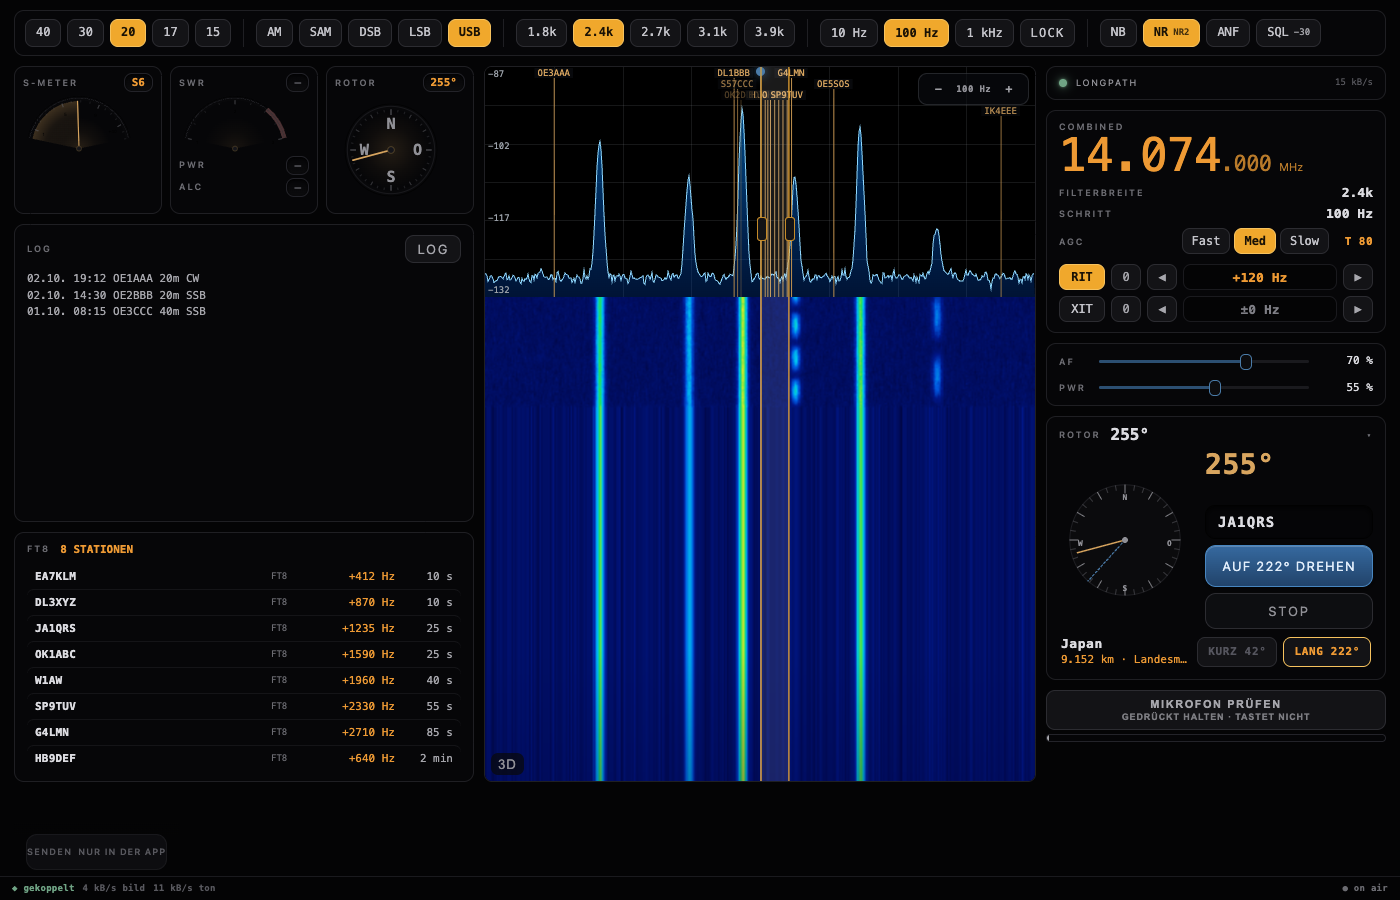 40 30 20 17 15 AM SAM DSB LSB USB 1.8k 2.4k 2.7k 3.1k 3.9k 10 Hz 100 Hz 1 kHz LOCK NB NR NR2 ANF SQL −30
S-METER S6
SWR —
PWR —
ALC —
ROTOR 255°
N
W O
S
LOG LOG
02.10. 19:12 OE1AAA 20m CW
02.10. 14:30 OE2BBB 20m SSB
01.10. 08:15 OE3CCC 40m SSB
FT8 8 STATIONEN
EA7KLM FT8 +412 Hz 10 s
DL3XYZ FT8 +870 Hz 10 s
JA1QRS FT8 +1235 Hz 25 s
OK1ABC FT8 +1590 Hz 25 s
W1AW FT8 +1960 Hz 40 s
SP9TUV FT8 +2330 Hz 55 s
G4LMN FT8 +2710 Hz 85 s
HB9DEF FT8 +640 Hz 2 min
SENDEN NUR IN DER APP
−87 OE3AAA DL1BBB G4LMN
S57CCC OE5SOS
SP9TUV
− 100 Hz +
IK4EEE
−102
−117
−132
3D
LONGPATH 15 kB/s
COMBINED
14.074.000 MHz
FILTERBREITE 2.4k
SCHRITT 100 Hz
AGC Fast Med Slow T 80
RIT 0 ◀ +120 Hz ▶
XIT 0 ◀ ±0 Hz ▶
AF 70 %
PWR 55 %
ROTOR 255°
255°
N
W O
S
JA1QRS
AUF 222° DREHEN
STOP
Japan
9.152 km · Landesm…
KURZ 42° LANG 222°
MIKROFON PRÜFEN
GEDRÜCKT HALTEN · TASTET NICHT
◆ gekoppelt 4 kB/s bild 11 kB/s ton ● on air